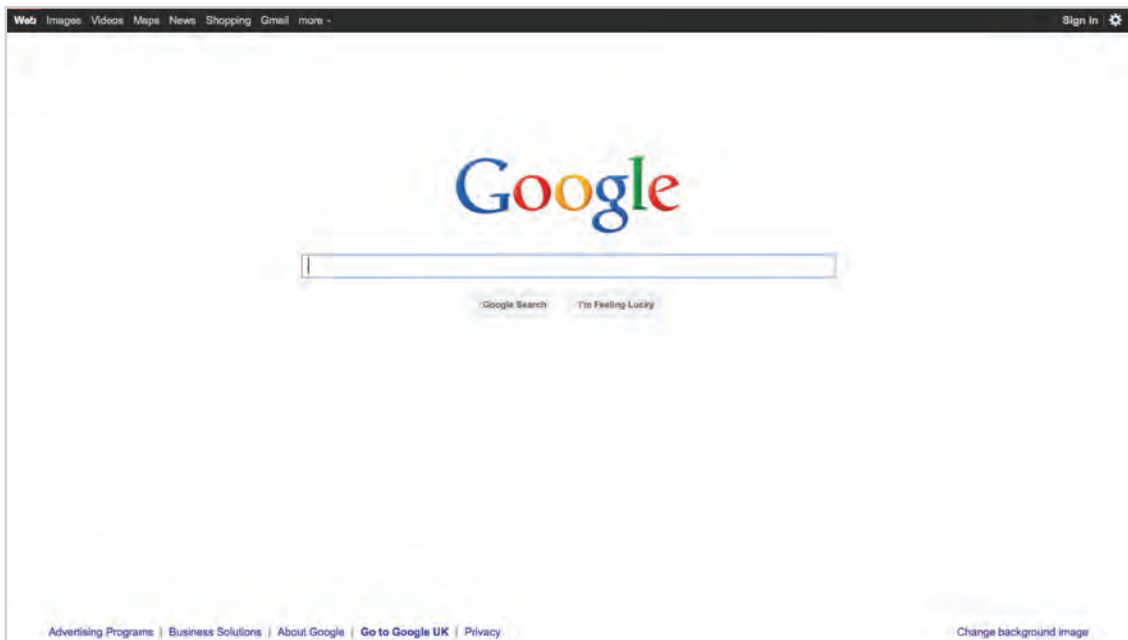 Web Images Videos Maps News Shopping Gmail more -
Sign in
Google
Google Search I'm Feeling Lucky
Advertising Programs | Business Solutions | About Google | Go to Google UK | Privacy
Change background image